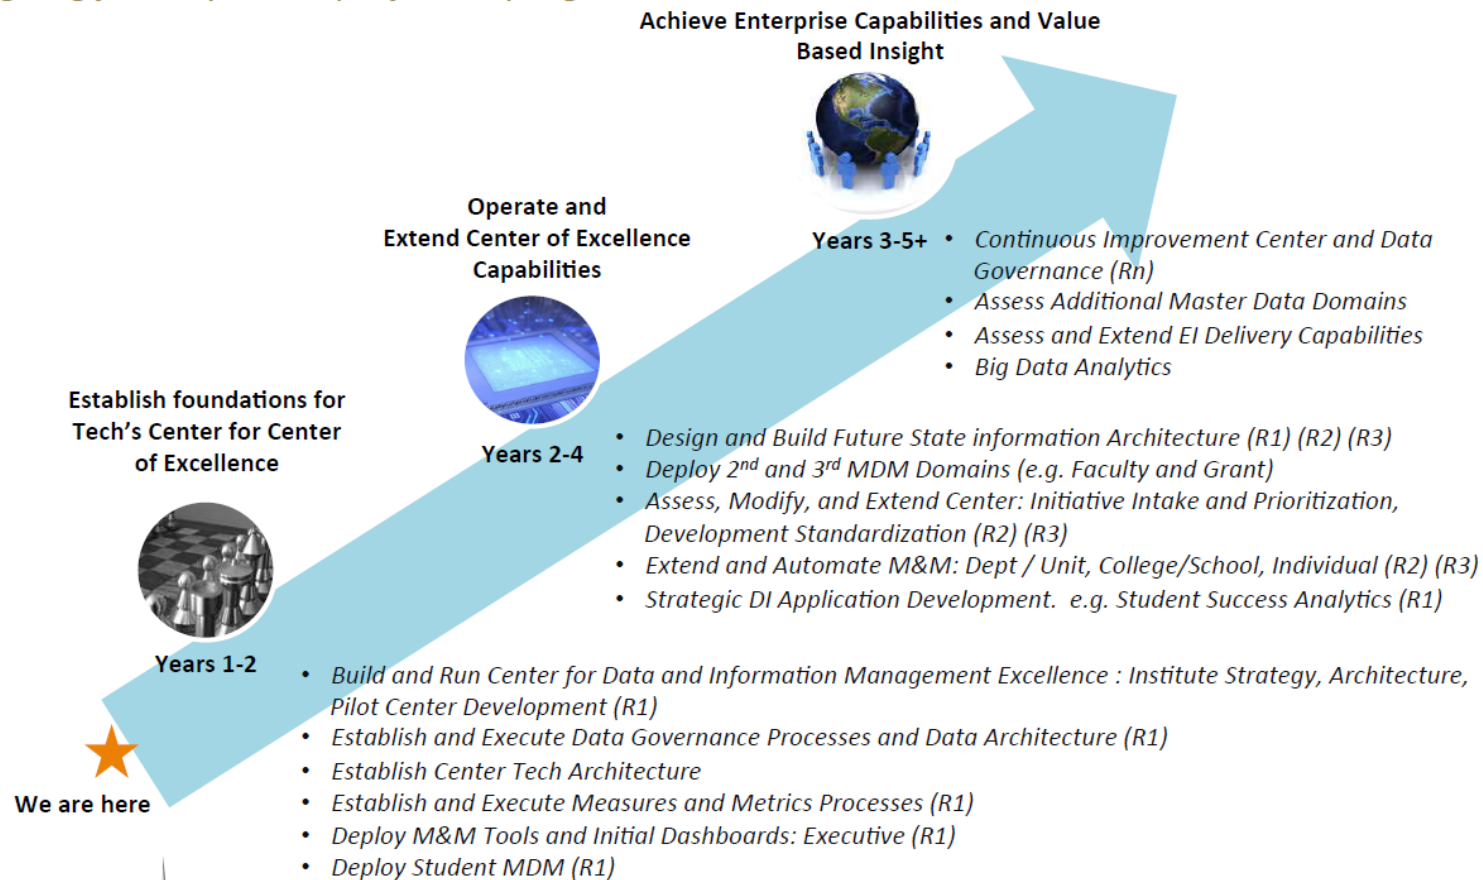 Achieve Enterprise Capabilities and Value
Based Insight
Operate and
Extend Center of Excellence
Capabilities
Years 3-5+
• Continuous Improvement Center and Data
Governance (Rn)
• Assess Additional Master Data Domains
• Assess and Extend EI Delivery Capabilities
• Big Data Analytics
Establish foundations for
Tech's Center for Center
of Excellence
Years 2-4
• Design and Build Future State information Architecture (R1) (R2) (R3)
• Deploy 2nd and 3rd MDM Domains (e.g. Faculty and Grant)
• Assess, Modify, and Extend Center: Initiative Intake and Prioritization,
Development Standardization (R2) (R3)
• Extend and Automate M&M: Dept / Unit, College/School, Individual (R2) (R3)
• Strategic DI Application Development. e.g. Student Success Analytics (R1)
Years 1-2
• Build and Run Center for Data and Information Management Excellence : Institute Strategy, Architecture,
Pilot Center Development (R1)
• Establish and Execute Data Governance Processes and Data Architecture (R1)
• Establish Center Tech Architecture
• Establish and Execute Measures and Metrics Processes (R1)
• Deploy M&M Tools and Initial Dashboards: Executive (R1)
• Deploy Student MDM (R1)
We are here